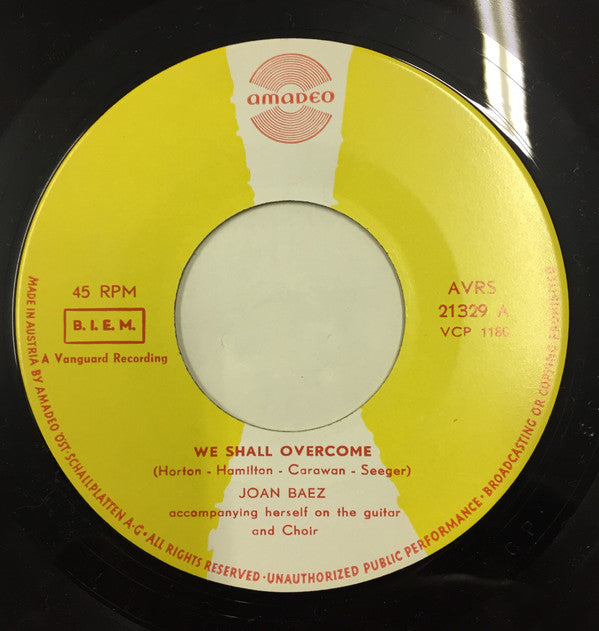 AMADEO
45 RPM
B. I. E. M.
A Vanguard Recording
AVRS
21329 A
VCP 1180
WE SHALL OVERCOME
(Horton - Hamilton - Carawan - Seeger)
JOAN BAEZ
accompanying herself on the guitar
and Choir
MADE IN AUSTRIA BY AMADEO ÖST. SCHALLPLATTEN A·G · ALL RIGHTS RESERVED · UNAUTHORIZED PUBLIC PERFORMANCE · BROADCASTING OR COPYING PROHIBITED